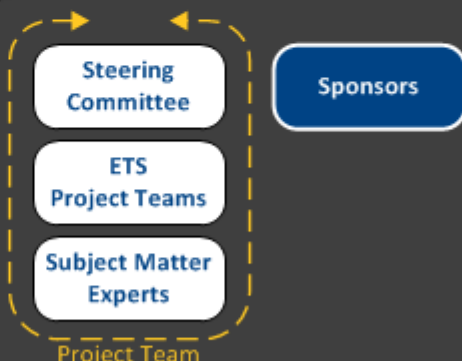 Steering
Committee
Sponsors
ETS
Project Teams
Subject Matter
Experts
Project Team